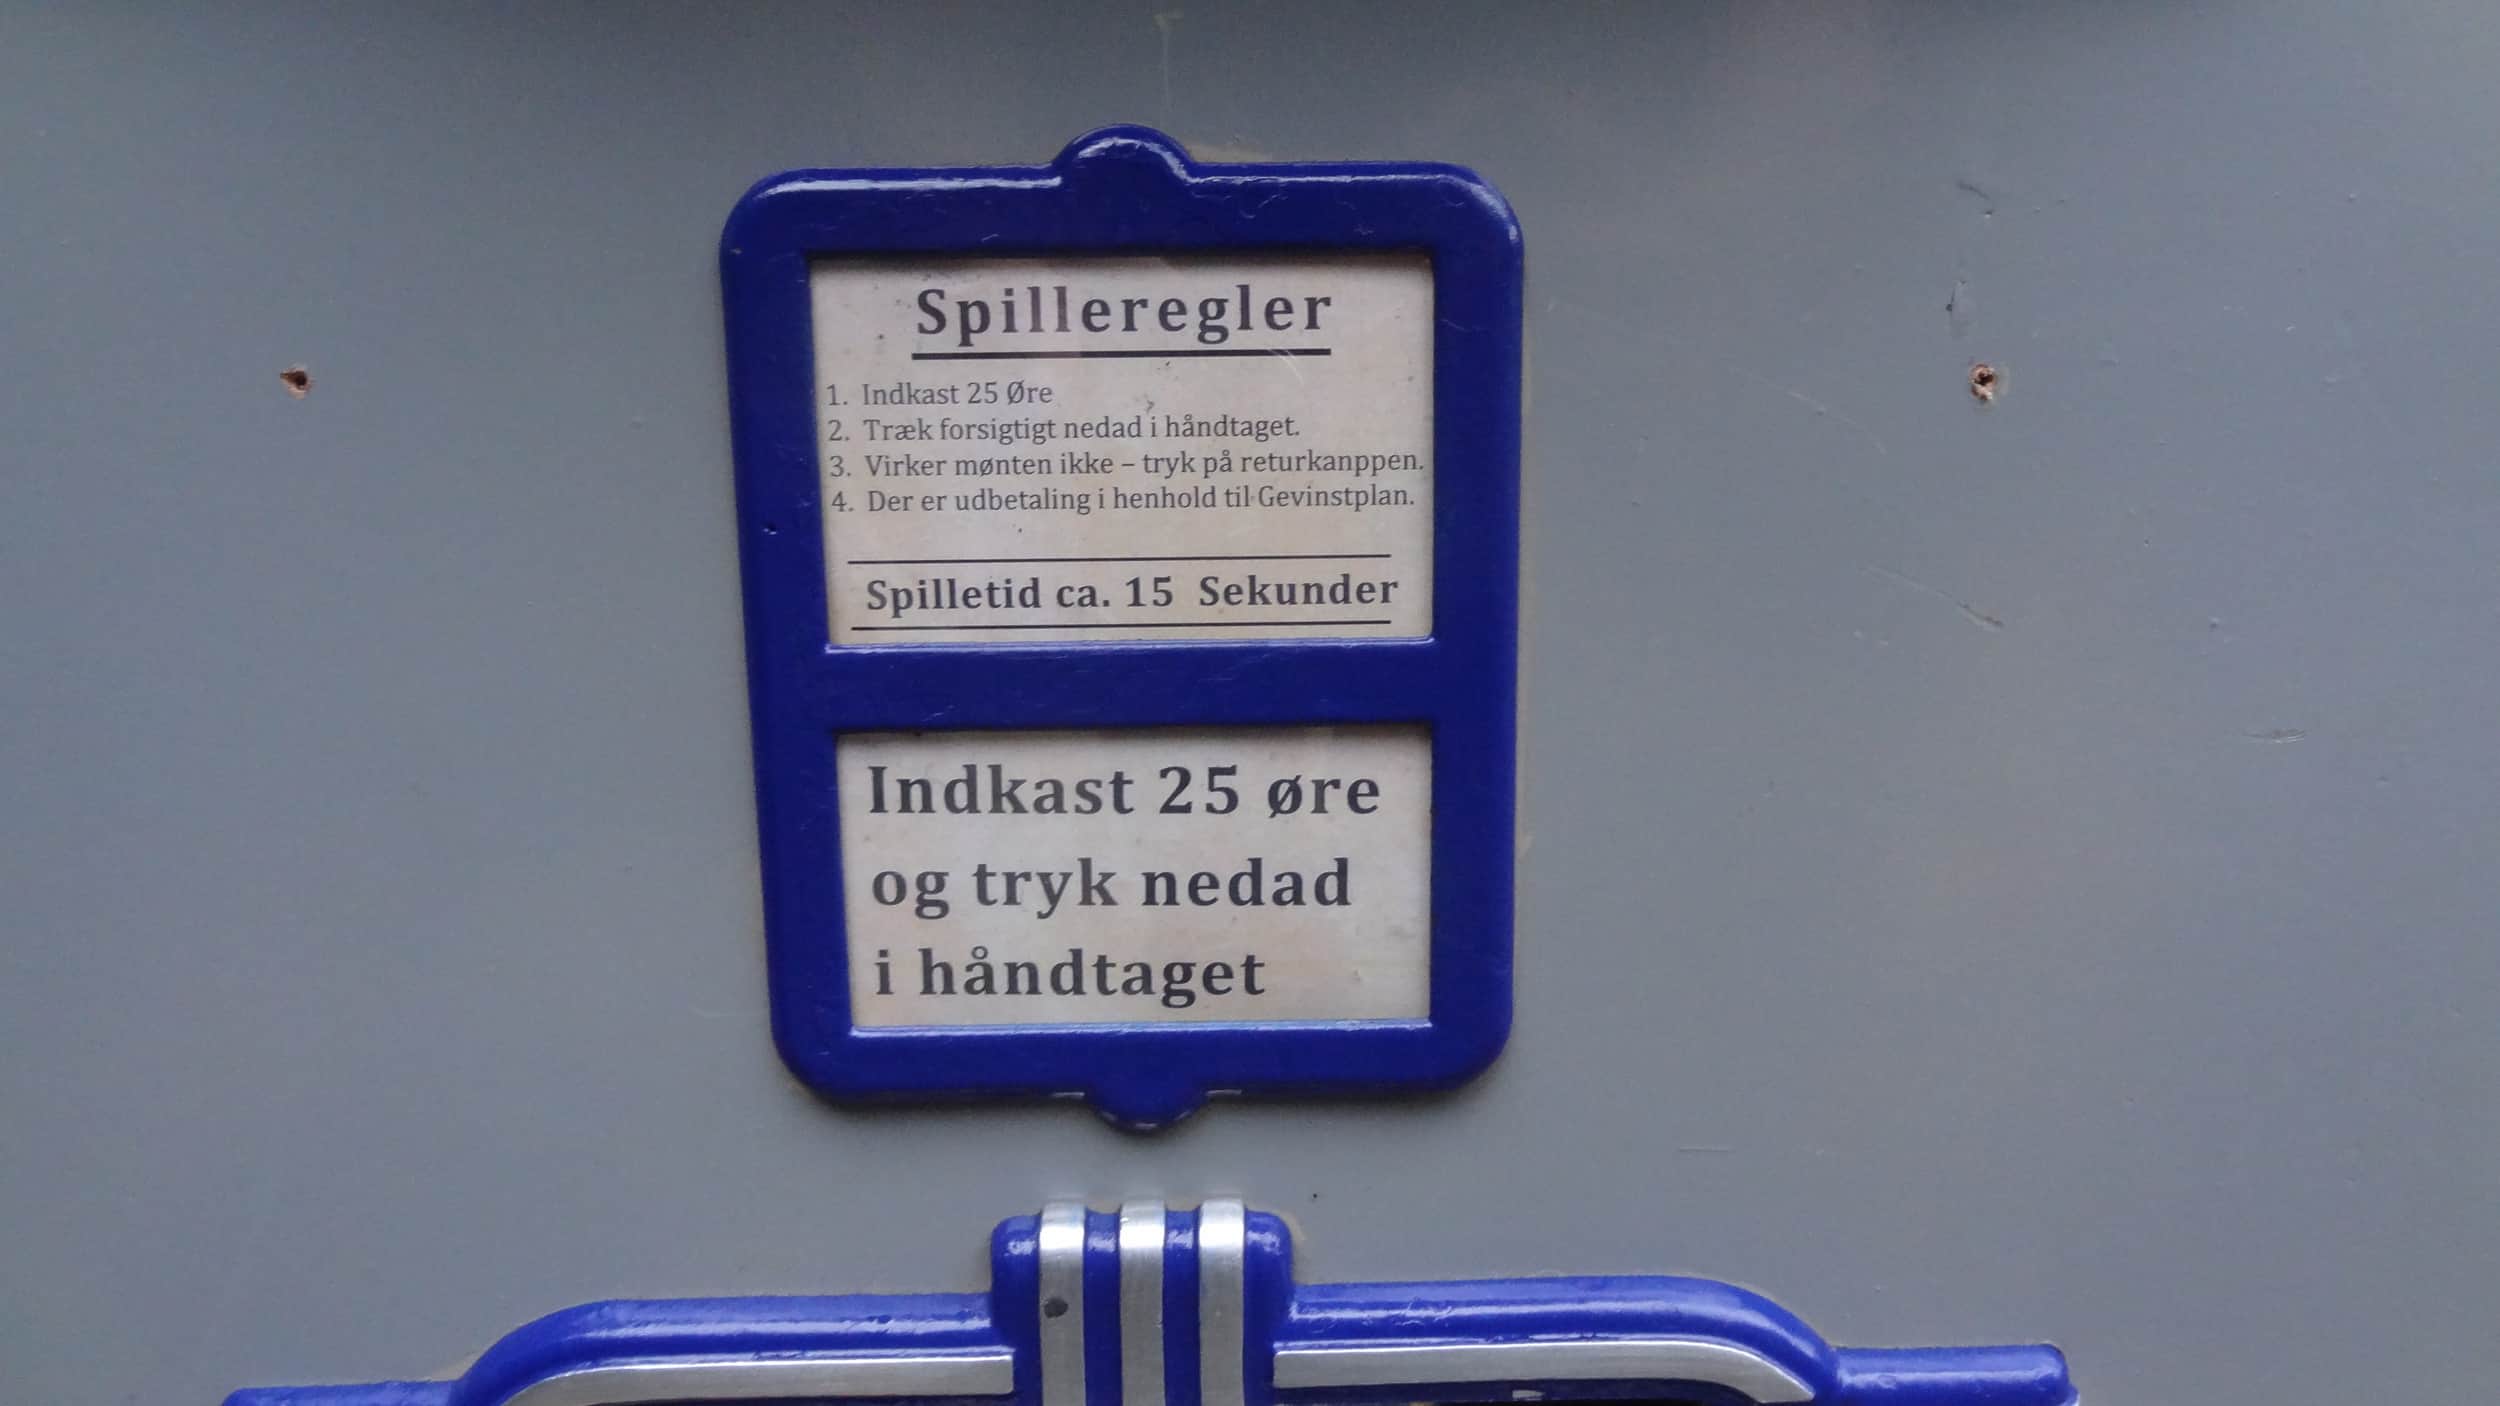 Spilleregler
1. Indkast 25 Øre
2. Træk forsigtigt nedad i håndtaget.
3. Virker mønten ikke – tryk på returkanppen.
4. Der er udbetaling i henhold til Gevinstplan.
Spilletid ca. 15 Sekunder
Indkast 25 øre
og tryk nedad
i håndtaget